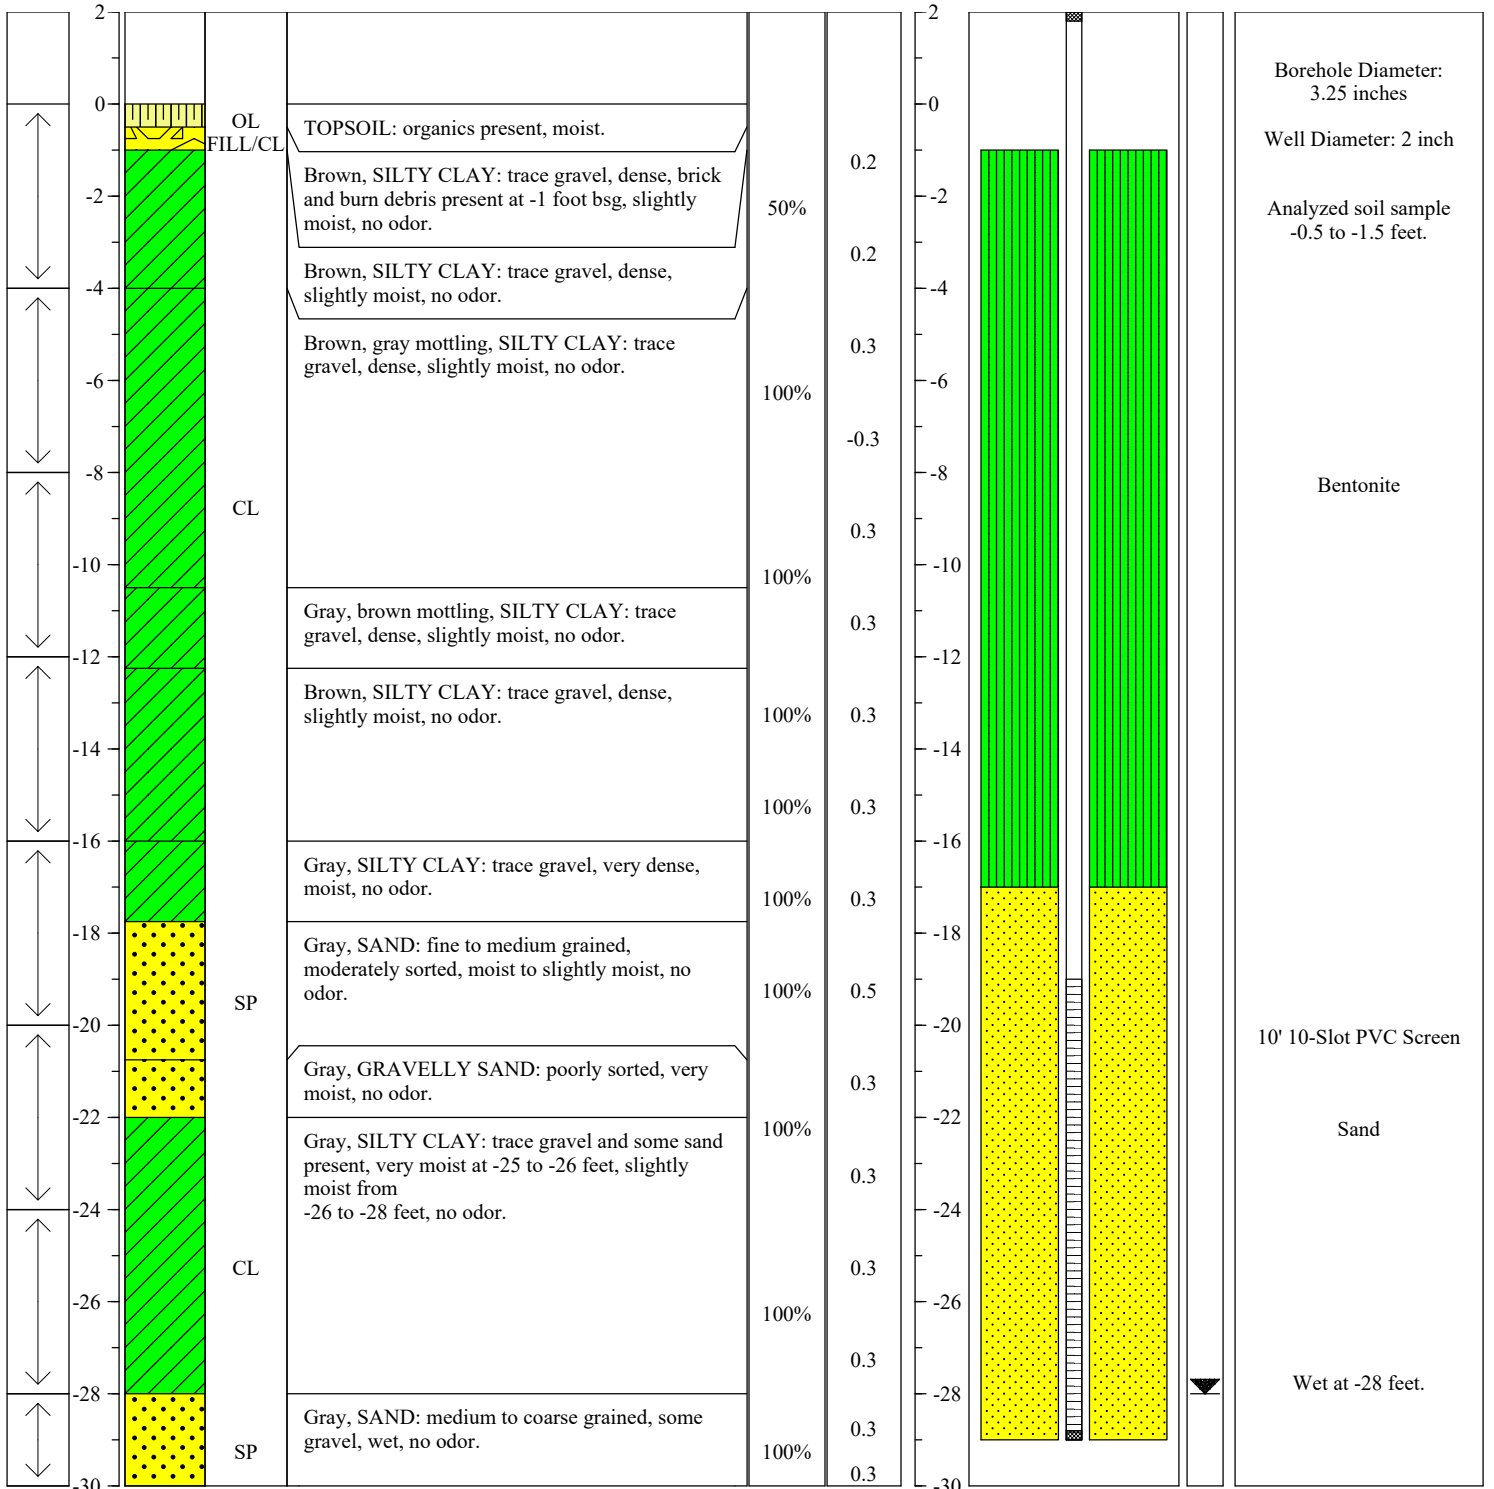 2
0
-2
-4
-6
-8
-10
-12
-14
-16
-18
-20
-22
-24
-26
-28
-30
OL
FILL/CL
CL
SP
CL
SP
TOPSOIL: organics present, moist.
Brown, SILTY CLAY: trace gravel, dense, brick
and burn debris present at -1 foot bsg, slightly
moist, no odor.
Brown, SILTY CLAY: trace gravel, dense,
slightly moist, no odor.
Brown, gray mottling, SILTY CLAY: trace
gravel, dense, slightly moist, no odor.
Gray, brown mottling, SILTY CLAY: trace
gravel, dense, slightly moist, no odor.
Brown, SILTY CLAY: trace gravel, dense,
slightly moist, no odor.
Gray, SILTY CLAY: trace gravel, very dense,
moist, no odor.
Gray, SAND: fine to medium grained,
moderately sorted, moist to slightly moist, no
odor.
Gray, GRAVELLY SAND: poorly sorted, very
moist, no odor.
Gray, SILTY CLAY: trace gravel and some sand
present, very moist at -25 to -26 feet, slightly
moist from
-26 to -28 feet, no odor.
Gray, SAND: medium to coarse grained, some
gravel, wet, no odor.
50%
100%
100%
100%
100%
100%
100%
100%
100%
100%
0.2
0.2
0.3
-0.3
0.3
0.3
0.3
0.3
0.3
0.5
0.3
0.3
0.3
0.3
0.3
0.3
2
0
-2
-4
-6
-8
-10
-12
-14
-16
-18
-20
-22
-24
-26
-28
-30
Borehole Diameter:
3.25 inches
Well Diameter: 2 inch
Analyzed soil sample
-0.5 to -1.5 feet.
Bentonite
10' 10-Slot PVC Screen
Sand
Wet at -28 feet.